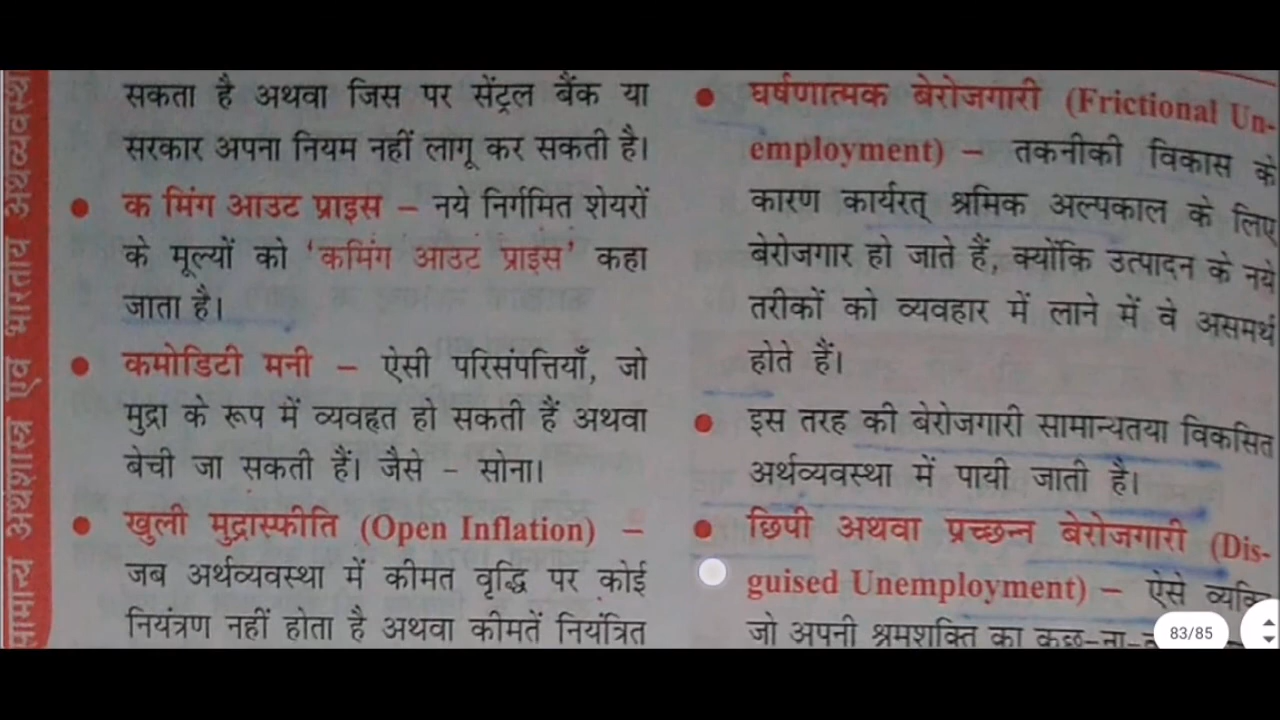 सामान्य अर्थशास्त्र एवं भारतीय अर्थव्यवस्था
सकता है अथवा जिस पर सेंट्रल बैंक या
सरकार अपना नियम नहीं लागू कर सकती है।
• क मिंग आउट प्राइस – नये निर्गमित शेयरों
के मूल्यों को ‘कमिंग आउट प्राइस’ कहा
जाता है।
• कमोडिटी मनी – ऐसी परिसंपत्तियाँ, जो
मुद्रा के रूप में व्यवहृत हो सकती हैं अथवा
बेची जा सकती हैं। जैसे – सोना।
• खुली मुद्रास्फीति (Open Inflation) –
जब अर्थव्यवस्था में कीमत वृद्धि पर कोई
नियंत्रण नहीं होता है अथवा कीमतें नियंत्रित
• घर्षणात्मक बेरोजगारी (Frictional Un-
employment) – तकनीकी विकास के
कारण कार्यरत् श्रमिक अल्पकाल के लिए
बेरोजगार हो जाते हैं, क्योंकि उत्पादन के नये
तरीकों को व्यवहार में लाने में वे असमर्थ
होते हैं।
• इस तरह की बेरोजगारी सामान्यतया विकसित
अर्थव्यवस्था में पायी जाती है।
• छिपी अथवा प्रच्छन्न बेरोजगारी (Dis-
guised Unemployment) – ऐसे
जो अपनी श्रमशक्ति का कुछ-ना-
83/85